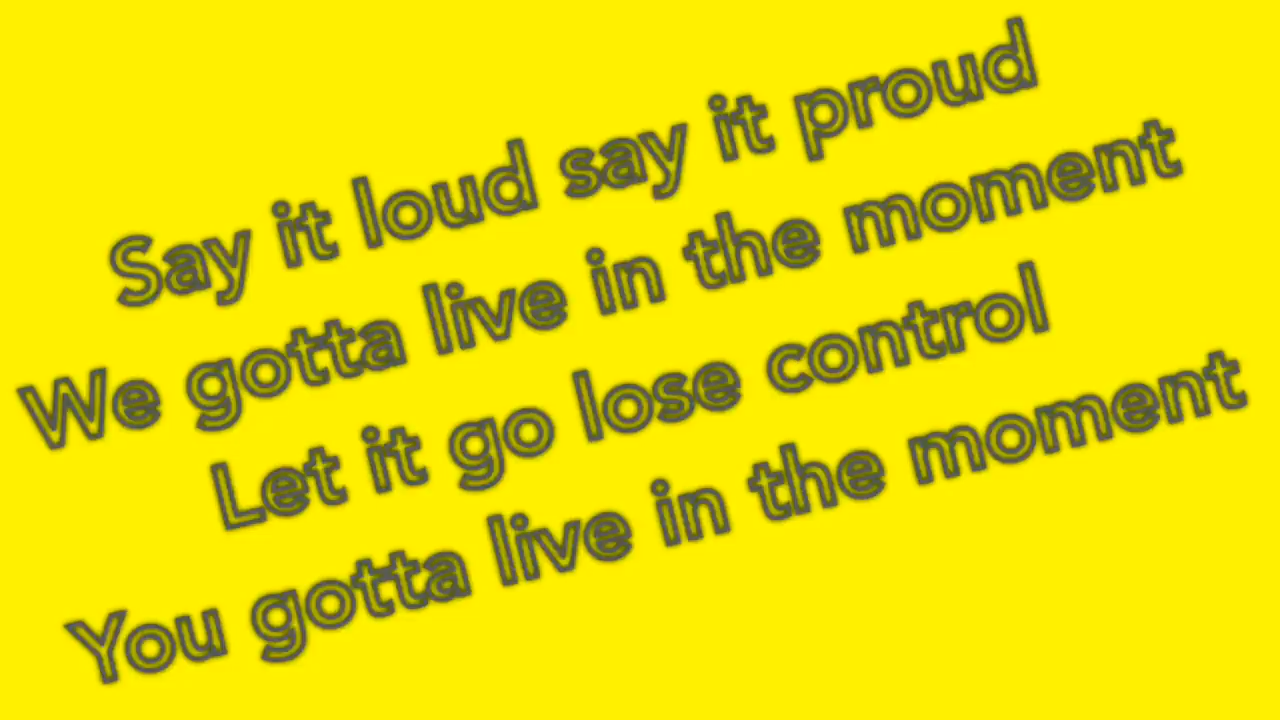 Say it loud say it proud
We gotta live in the moment
Let it go lose control
You gotta live in the moment